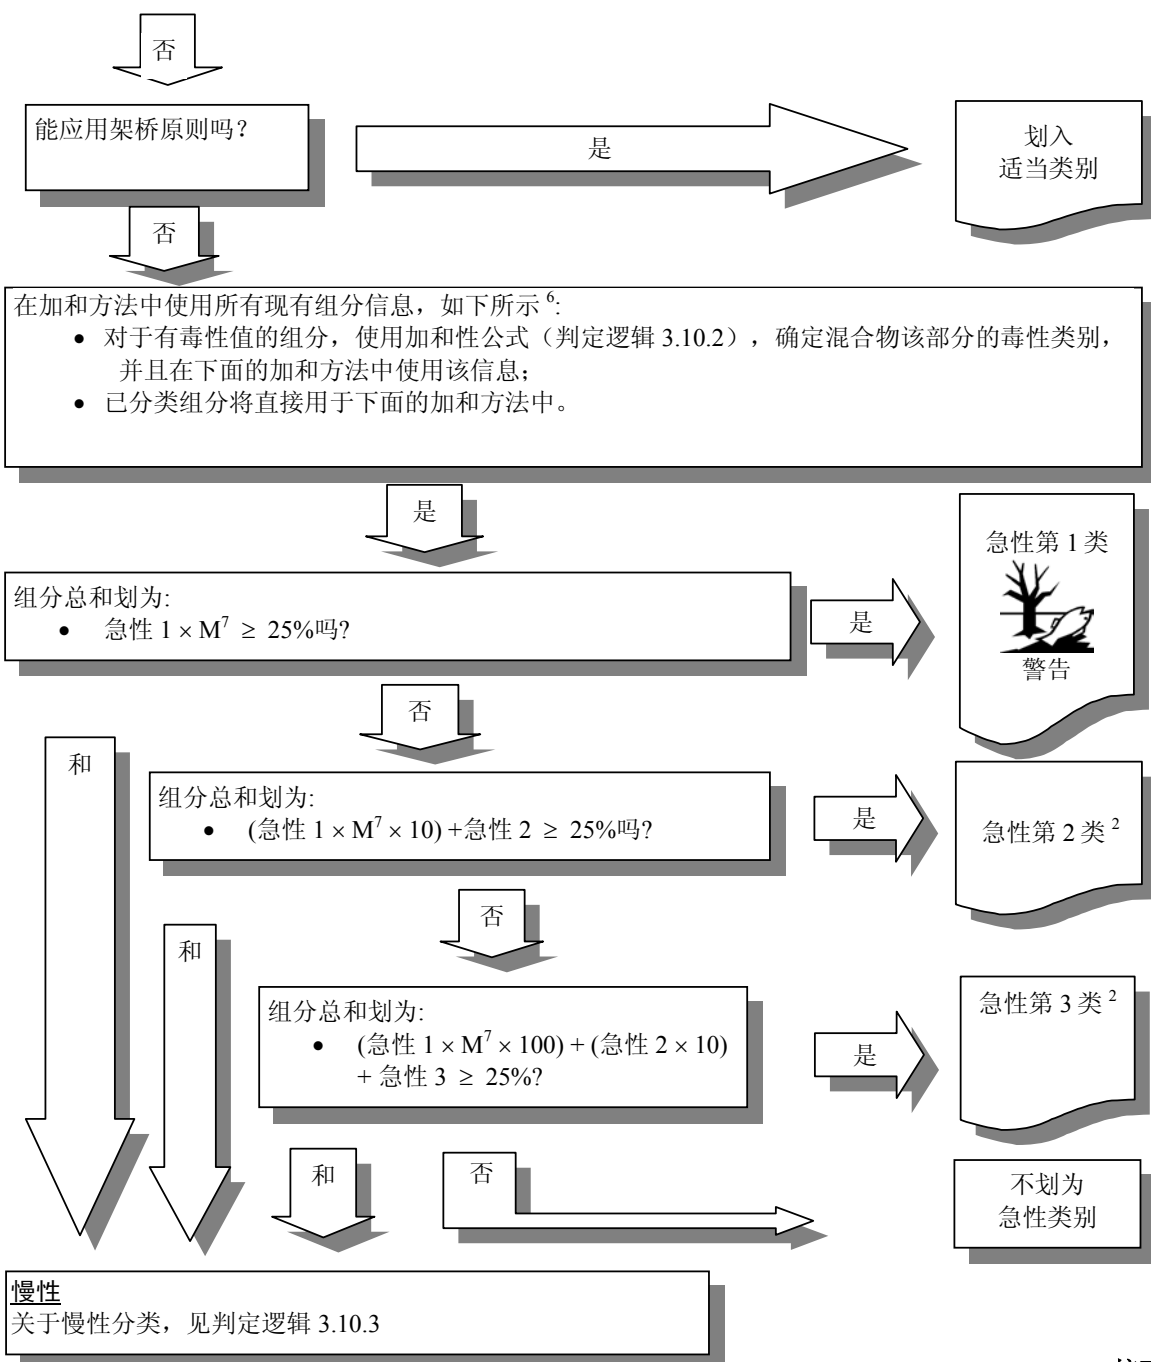 否
能应用架桥原则吗?
是
划入
适当类别
否
在加和方法中使用所有现有组分信息，如下所示 6:
• 对于有毒性值的组分，使用加和性公式（判定逻辑 3.10.2），确定混合物该部分的毒性类别，
并且在下面的加和方法中使用该信息；
• 已分类组分将直接用于下面的加和方法中。
是
组分总和划为:
• 急性 1 × M7 ≥ 25%吗?
是
急性第 1 类
警告
否
和
组分总和划为:
• (急性 1 × M7 × 10) +急性 2 ≥ 25%吗?
是
急性第 2 类 2
否
和
组分总和划为:
• (急性 1 × M7 × 100) + (急性 2 × 10)
+ 急性 3 ≥ 25%?
是
急性第 3 类 2
和
否
不划为
急性类别
慢性
关于慢性分类，见判定逻辑 3.10.3